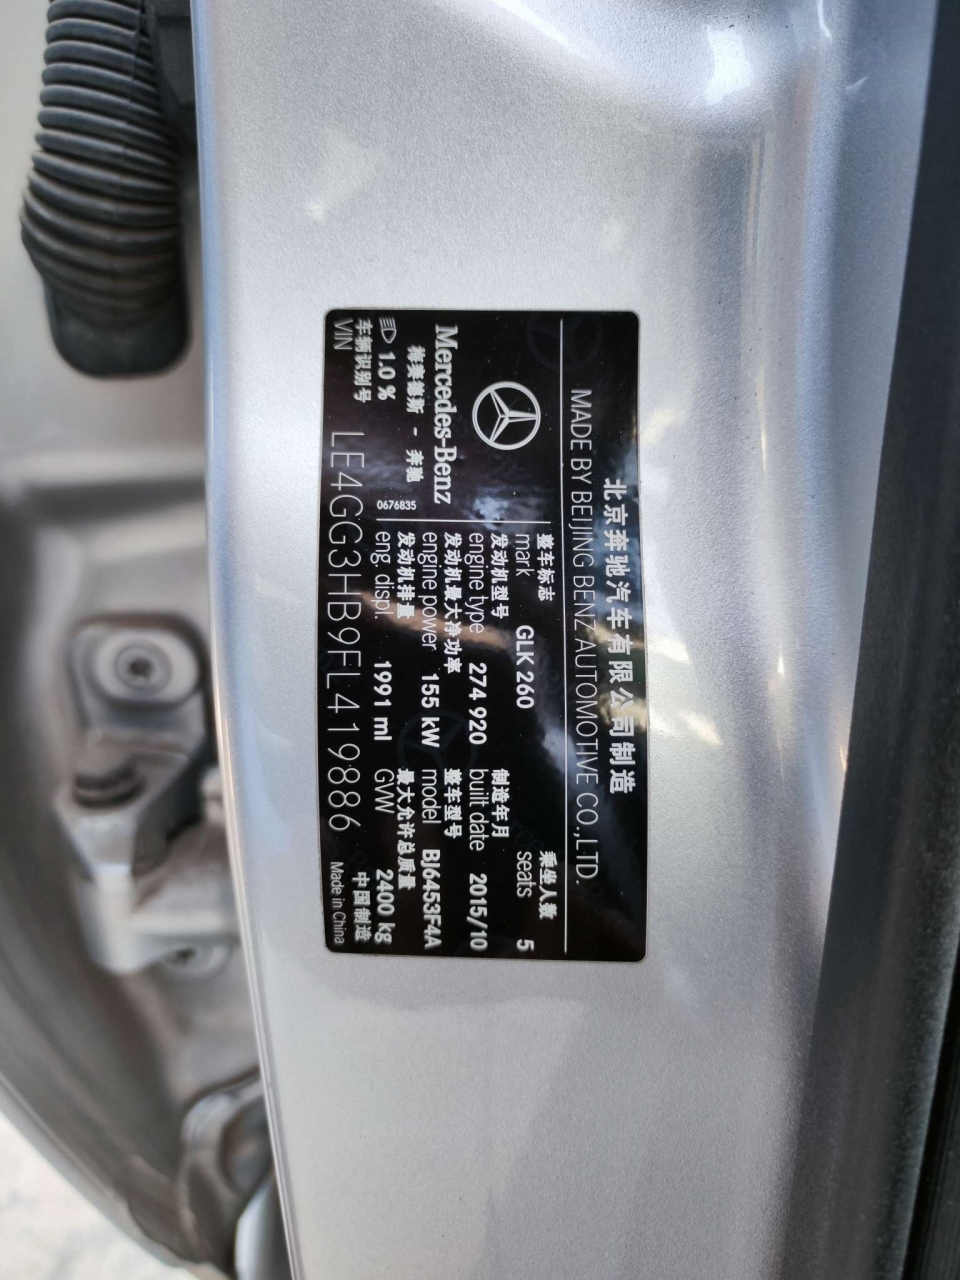 北京奔驰汽车有限公司制造
MADE BY BEIJING BENZ AUTOMOTIVE CO.,LTD.
Mercedes-Benz
梅赛德斯 - 奔驰
1.0 % 0676835
整车标志
mark GLK 260
乘坐人数
seats 5
发动机型号
engine type 274 920
制造年月
built date 2015/10
发动机最大净功率
engine power 155 kW
整车型号
model BJ6453F4A
发动机排量
eng. displ. 1991 ml
最大允许总质量
GVW 2400 kg
车辆识别号
VIN LE4GG3HB9FL419886
中国制造
Made in China